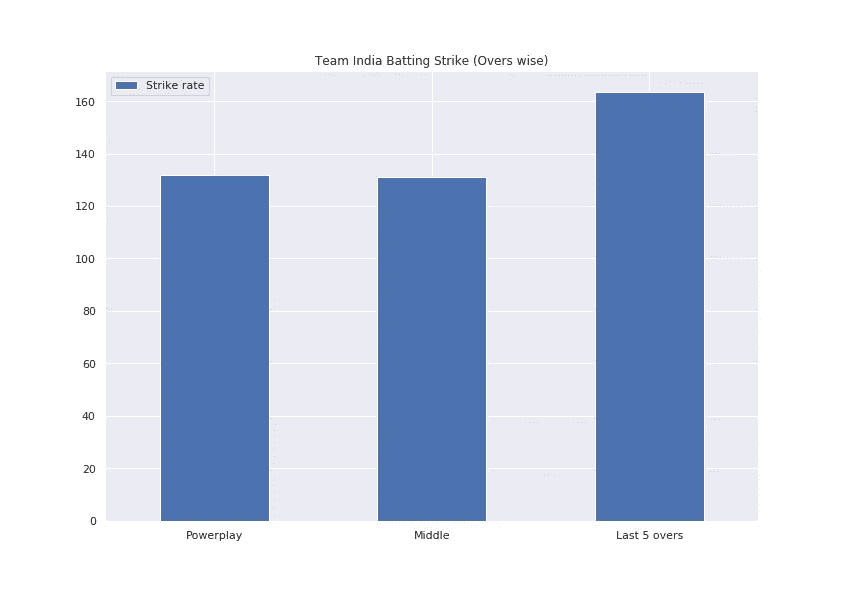 Team India Batting Strike (Overs wise)
Strike rate
160
140
120
100
80
60
40
20
0
Powerplay
Middle
Last 5 overs